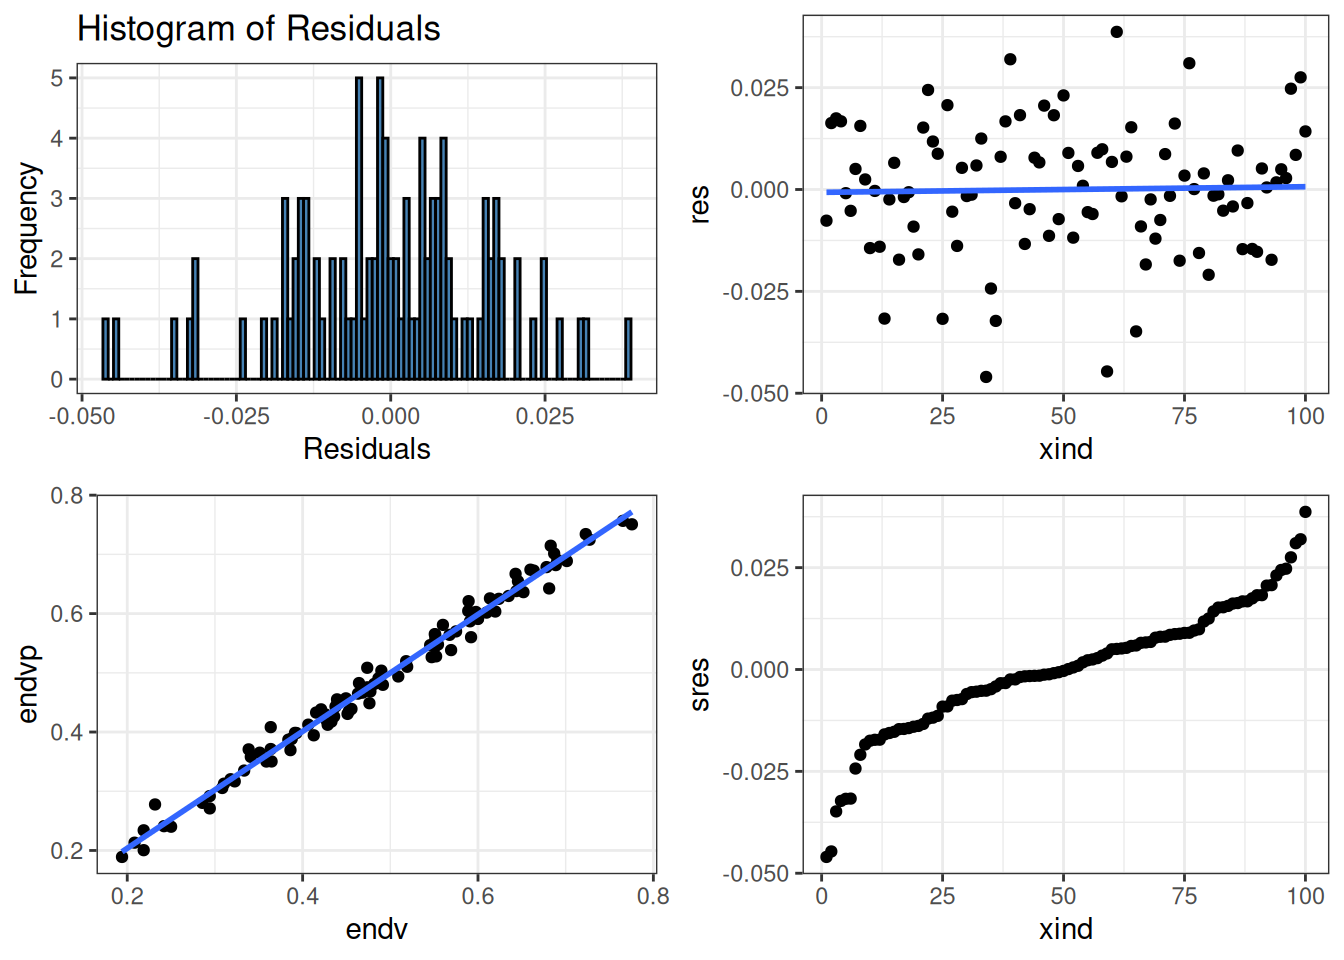 Histogram of Residuals
5
4
3
2
1
0
Frequency
-0.050 -0.025 0.000 0.025
Residuals
0.025
0.000
-0.025
-0.050
res
0 25 50 75 100
xind
0.8
0.6
0.4
0.2
endvp
0.2 0.4 0.6 0.8
endv
0.025
0.000
-0.025
-0.050
sres
0 25 50 75 100
xind